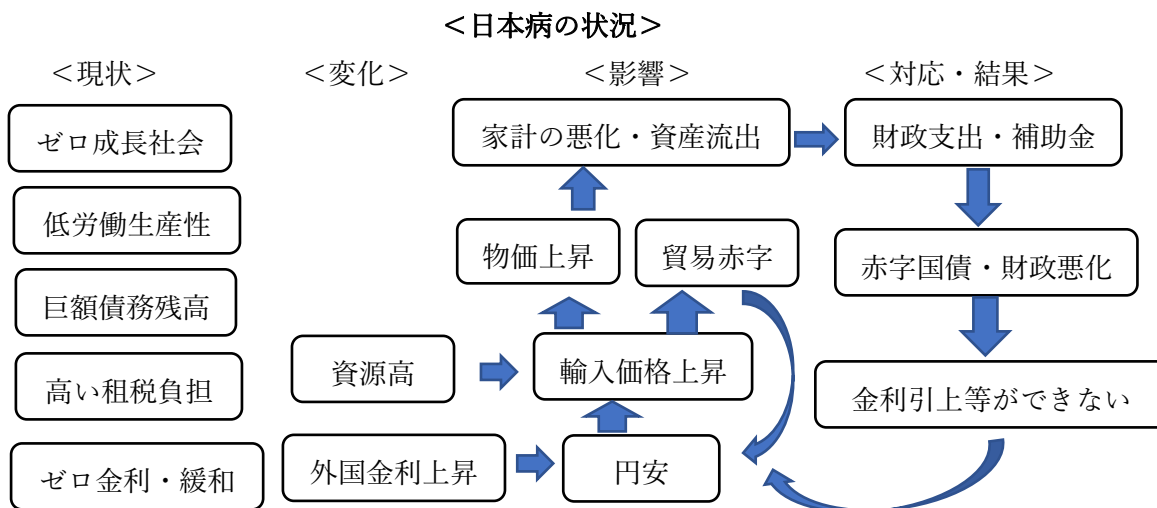 ＜日本病の状況＞
＜現状＞
＜変化＞
＜影響＞
＜対応・結果＞
ゼロ成長社会
低労働生産性
巨額債務残高
高い租税負担
ゼロ金利・緩和
資源高
外国金利上昇
家計の悪化・資産流出
物価上昇
貿易赤字
輸入価格上昇
円安
財政支出・補助金
赤字国債・財政悪化
金利引上等ができない